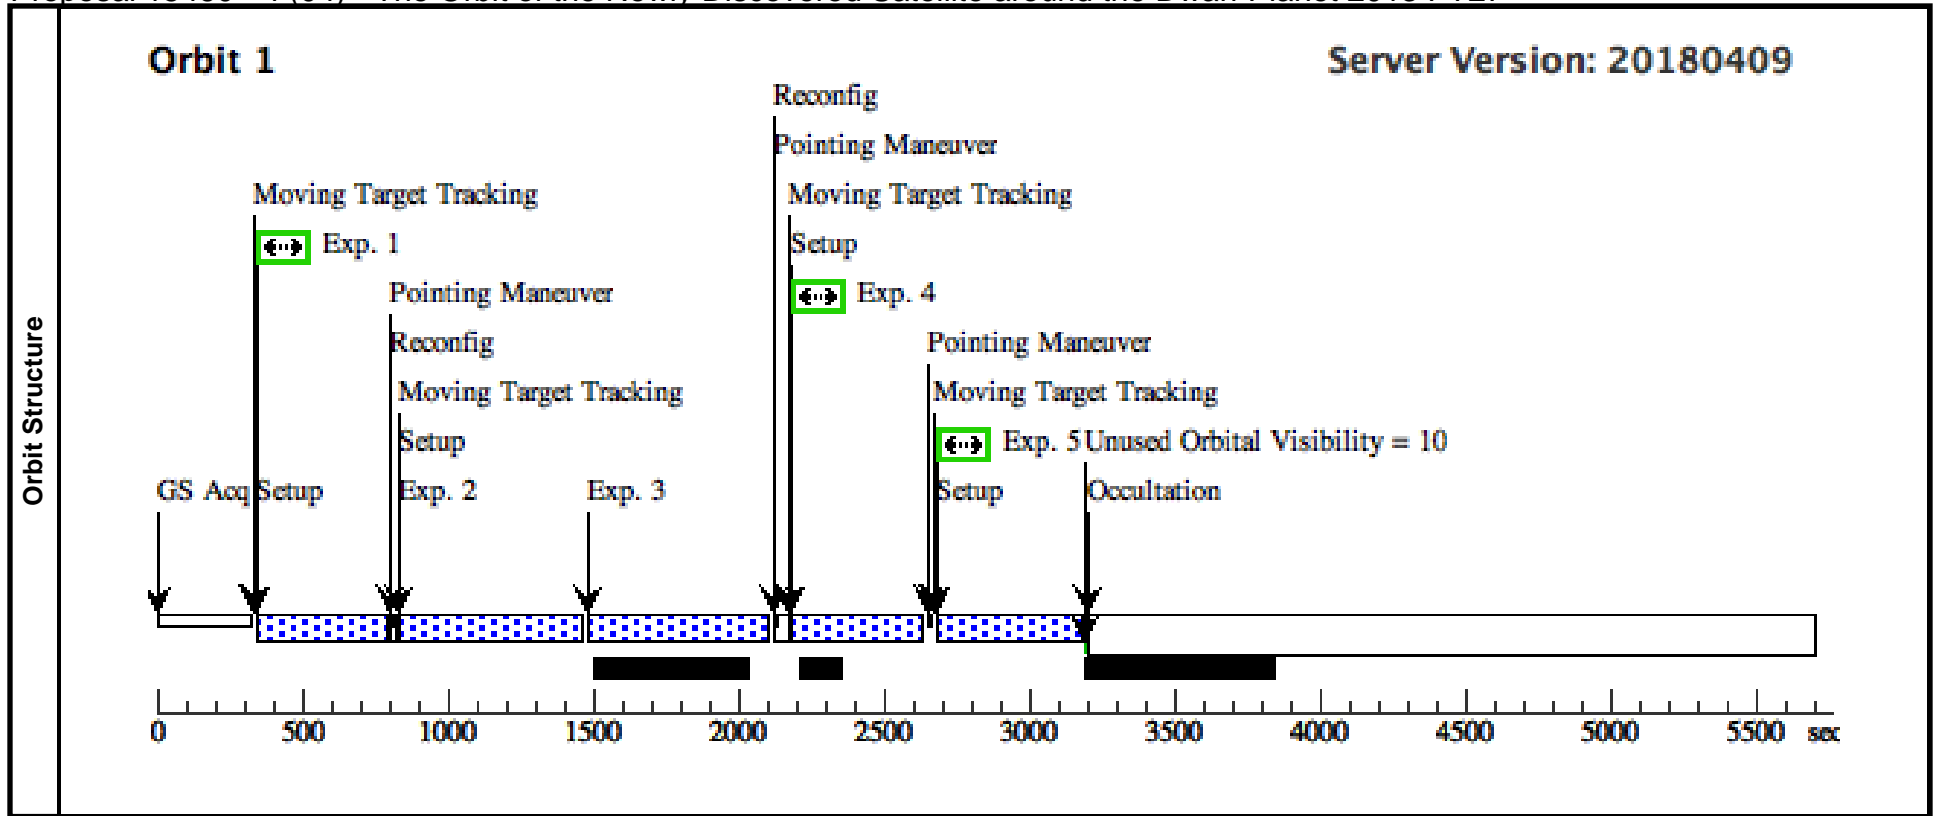 Orbit Structure
Orbit 1
Server Version: 20180409
Reconfig
Pointing Maneuver
Moving Target Tracking
Moving Target Tracking
Exp. 1
Setup
Pointing Maneuver
Exp. 4
Reconfig
Pointing Maneuver
Moving Target Tracking
Moving Target Tracking
Setup
Exp. 5 Unused Orbital Visibility = 10
GS Acq Setup
Exp. 2
Exp. 3
Setup
Occultation
0 500 1000 1500 2000 2500 3000 3500 4000 4500 5000 5500 sec